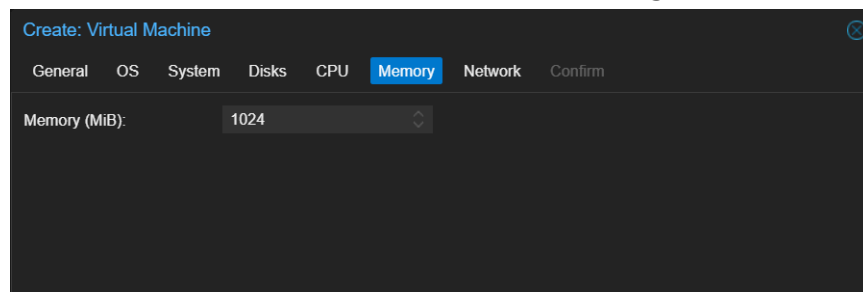 Create: Virtual Machine
General OS System Disks CPU Memory Network Confirm
Memory (MiB): 1024